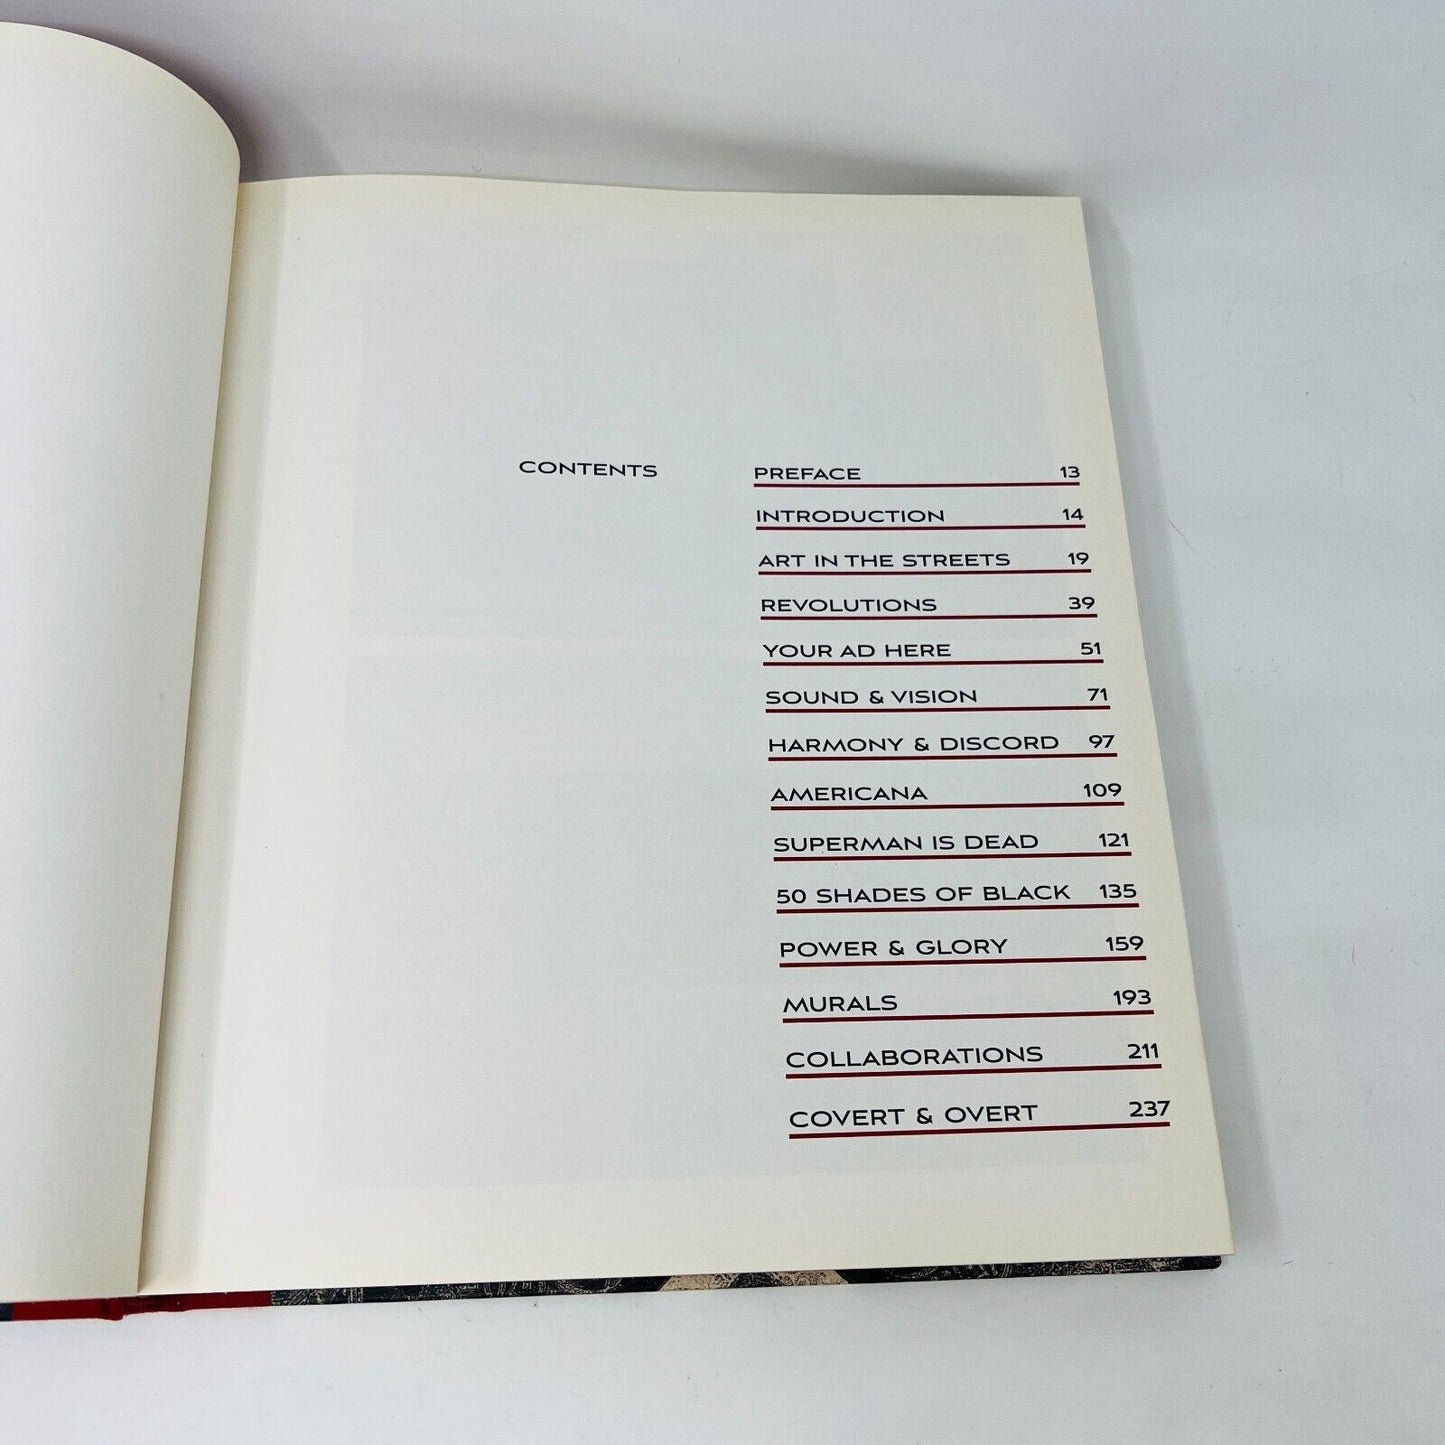 CONTENTS
PREFACE 13
INTRODUCTION 14
ART IN THE STREETS 19
REVOLUTIONS 39
YOUR AD HERE 51
SOUND & VISION 71
HARMONY & DISCORD 97
AMERICANA 109
SUPERMAN IS DEAD 121
50 SHADES OF BLACK 135
POWER & GLORY 159
MURALS 193
COLLABORATIONS 211
COVERT & OVERT 237